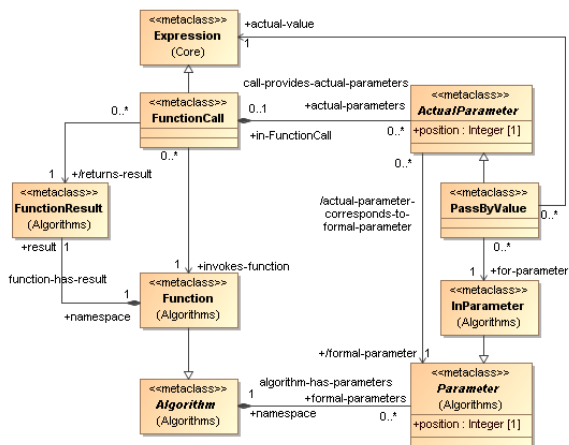 <<metaclass>>
Expression
(Core)
+actual-value
1
call-provides-actual-parameters
<<metaclass>>
FunctionCall
0..*
0..1
+actual-parameters
0..*
+in-FunctionCall
0..*
<<metaclass>>
ActualParameter
+position : Integer [1]
0..*
1
+/returns-result
<<metaclass>>
FunctionResult
(Algorithms)
+result
1
/actual-parameter-
corresponds-to-
formal-parameter
<<metaclass>>
PassByValue
0..*
0..*
function-has-result
1
+invokes-function
1
+for-parameter
<<metaclass>>
Function
(Algorithms)
1
+namespace
<<metaclass>>
InParameter
(Algorithms)
+/formal-parameter
1
<<metaclass>>
Algorithm
(Algorithms)
1
algorithm-has-parameters
+formal-parameters
+namespace
0..*
<<metaclass>>
Parameter
(Algorithms)
+position : Integer [1]